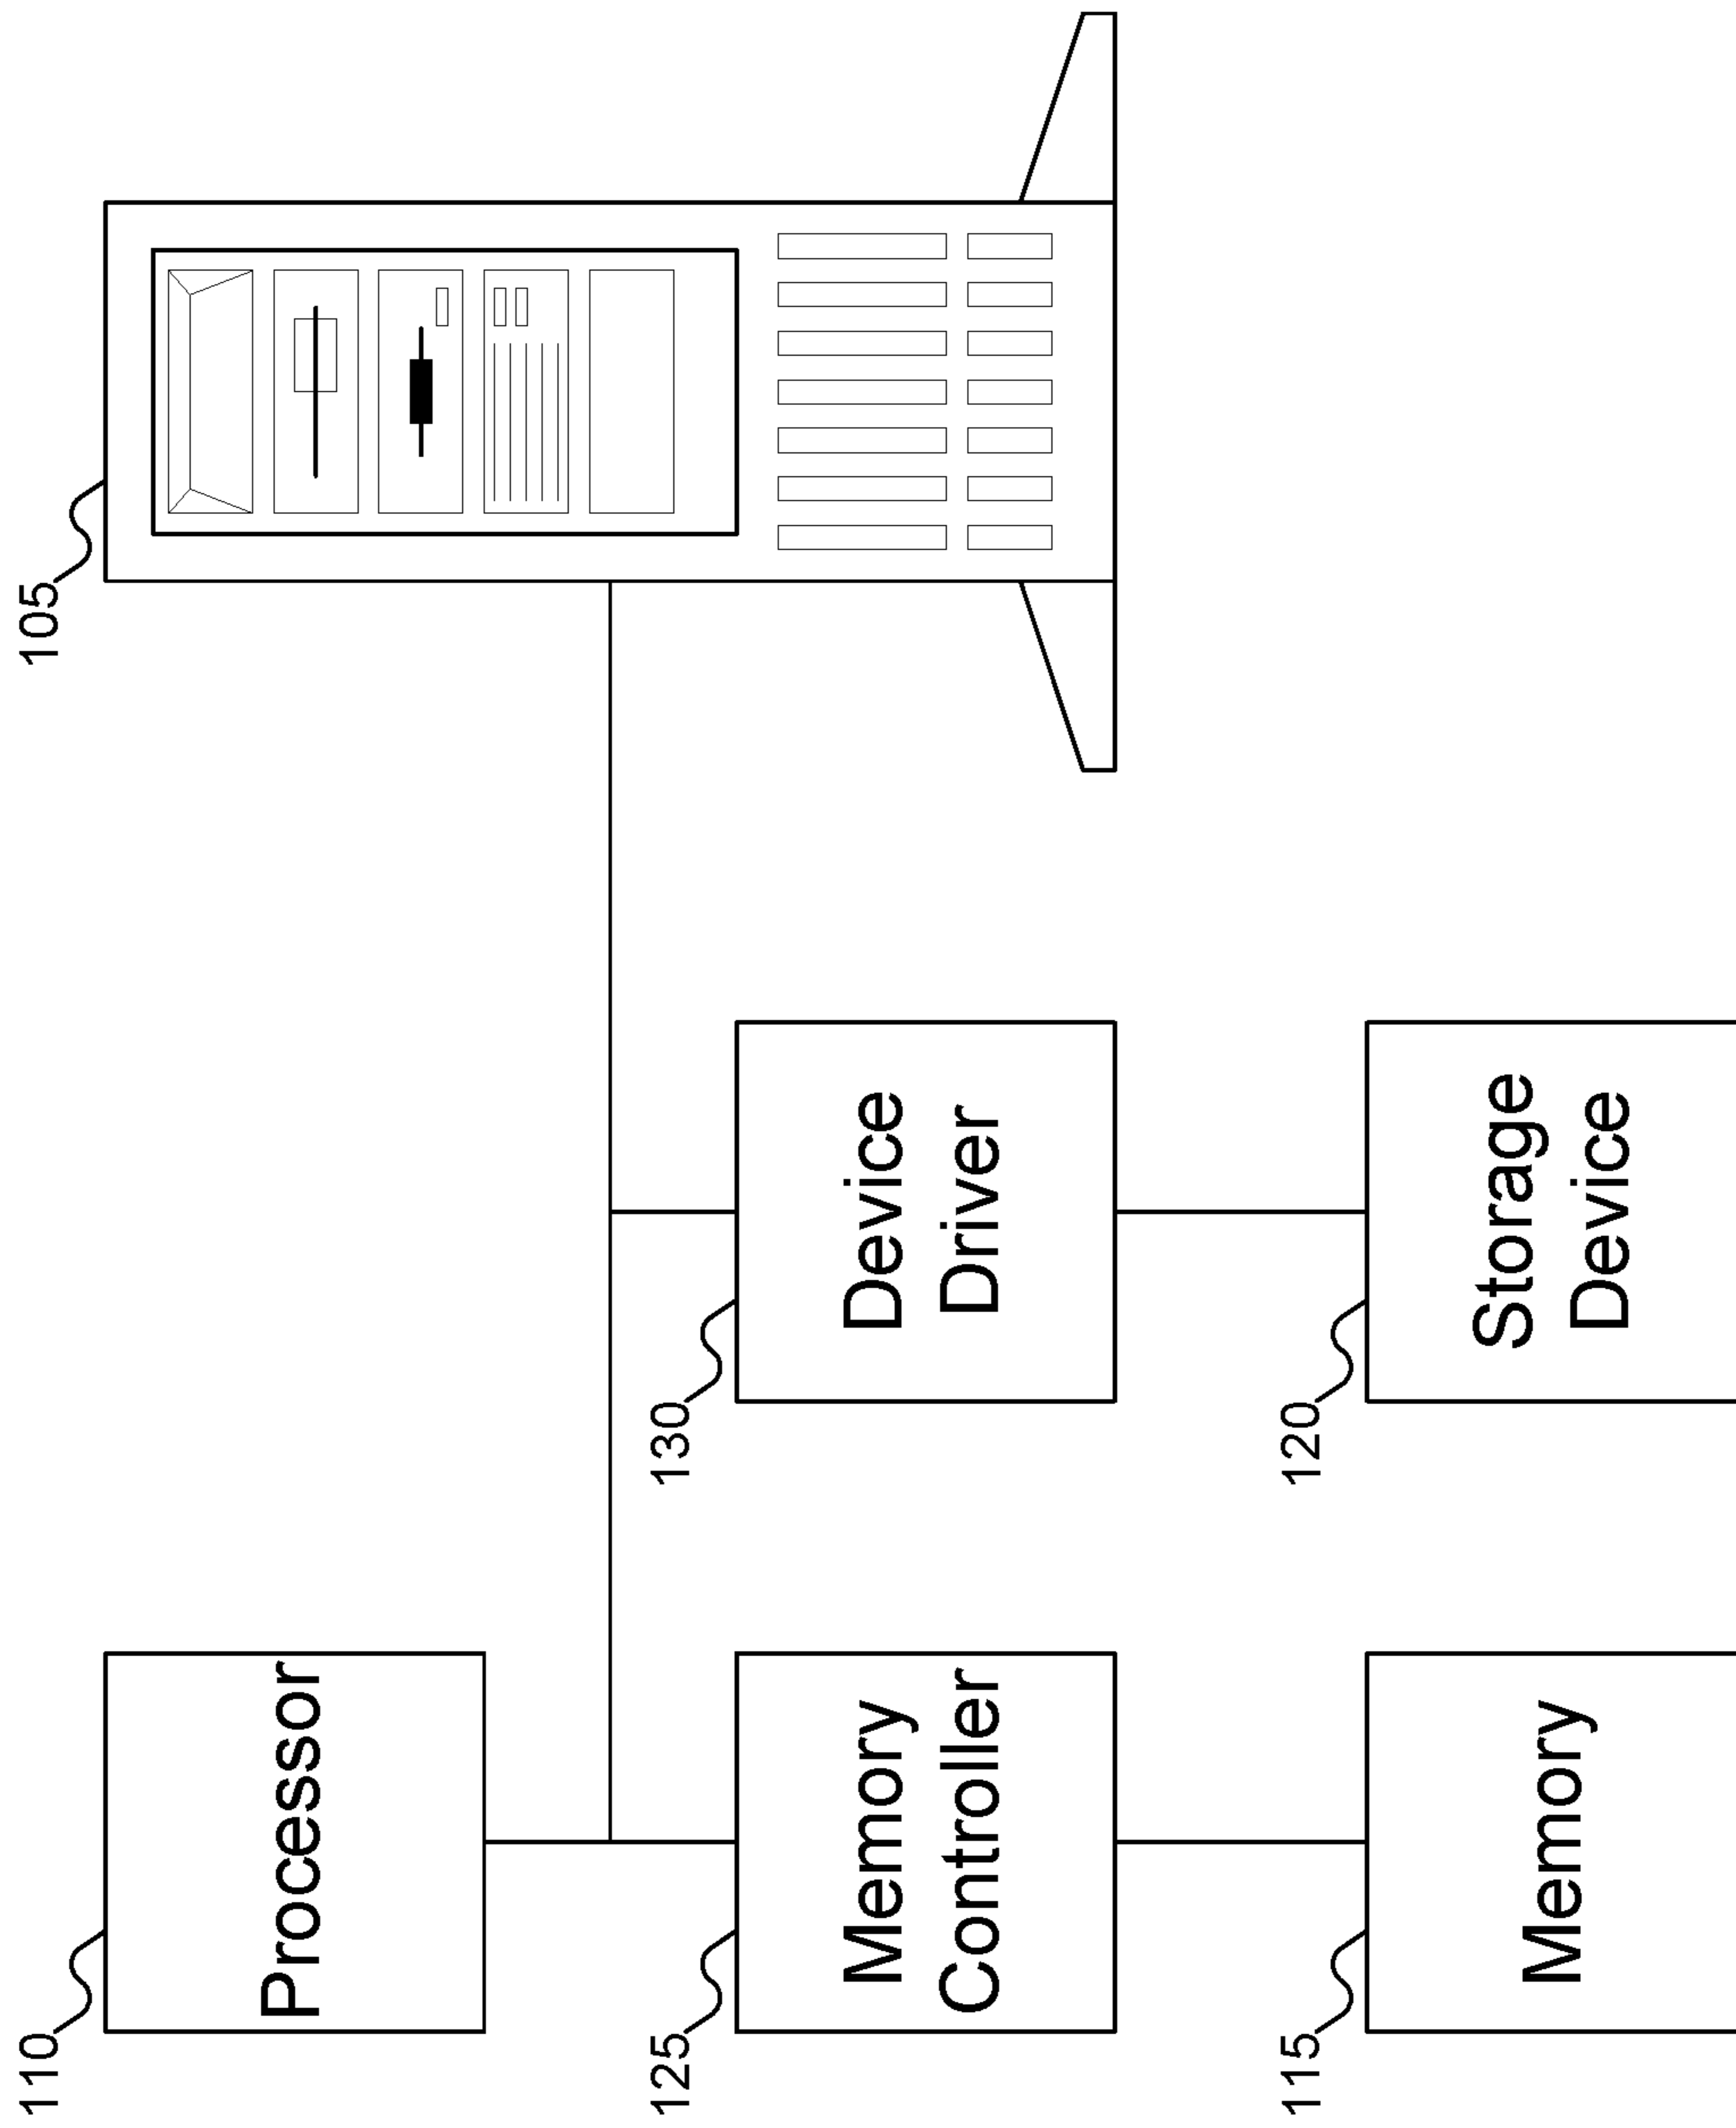 110
Processor
105
125
Memory
Controller
130
Device
Driver
115
Memory
120
Storage
Device